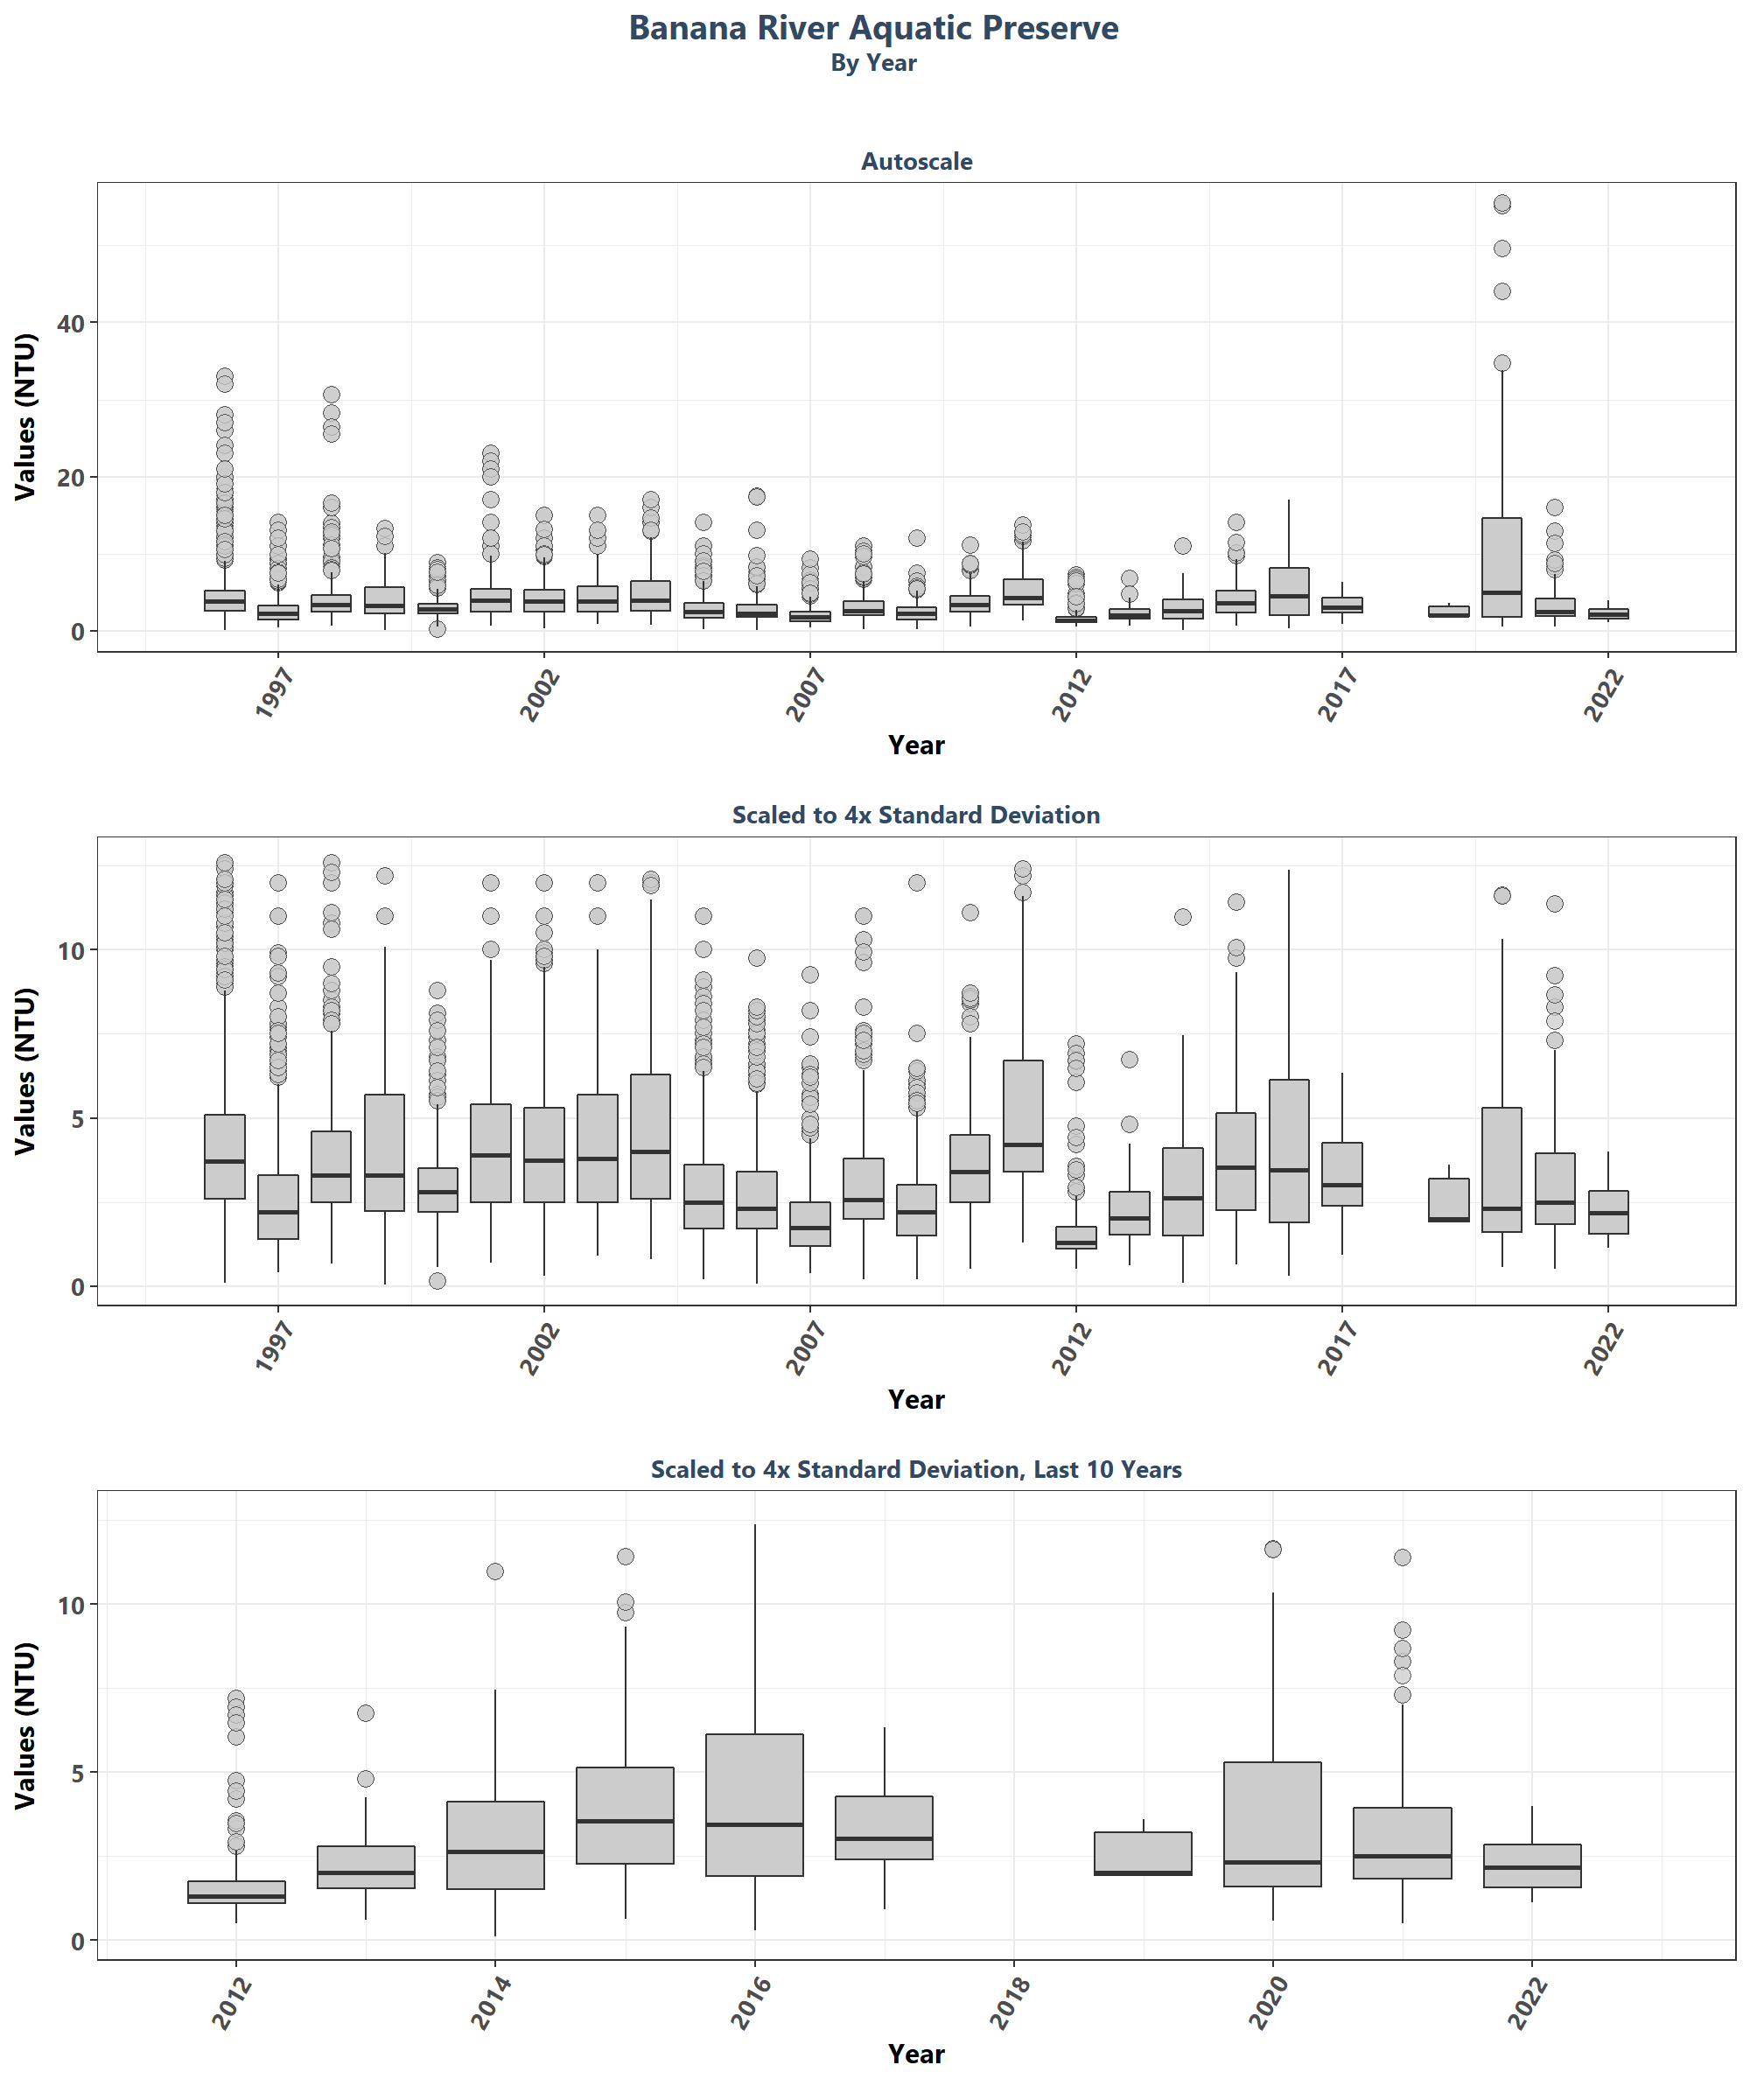 Banana River Aquatic Preserve
By Year
Autoscale
Values (NTU)
40
20
0
1997 2002 2007 2012 2017 2022
Year
Scaled to 4x Standard Deviation
Values (NTU)
10
5
0
1997 2002 2007 2012 2017 2022
Year
Scaled to 4x Standard Deviation, Last 10 Years
Values (NTU)
10
5
0
2012 2014 2016 2018 2020 2022
Year